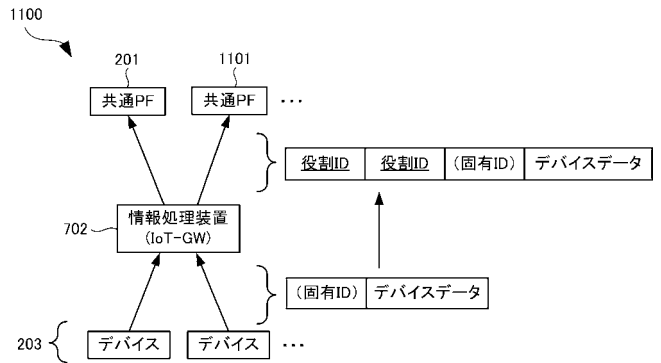 1100
201
1101
共通PF
共通PF
...
役割ID
役割ID
(固有ID)
デバイスデータ
702
情報処理装置
(IoT-GW)
(固有ID)
デバイスデータ
203
デバイス
デバイス
...